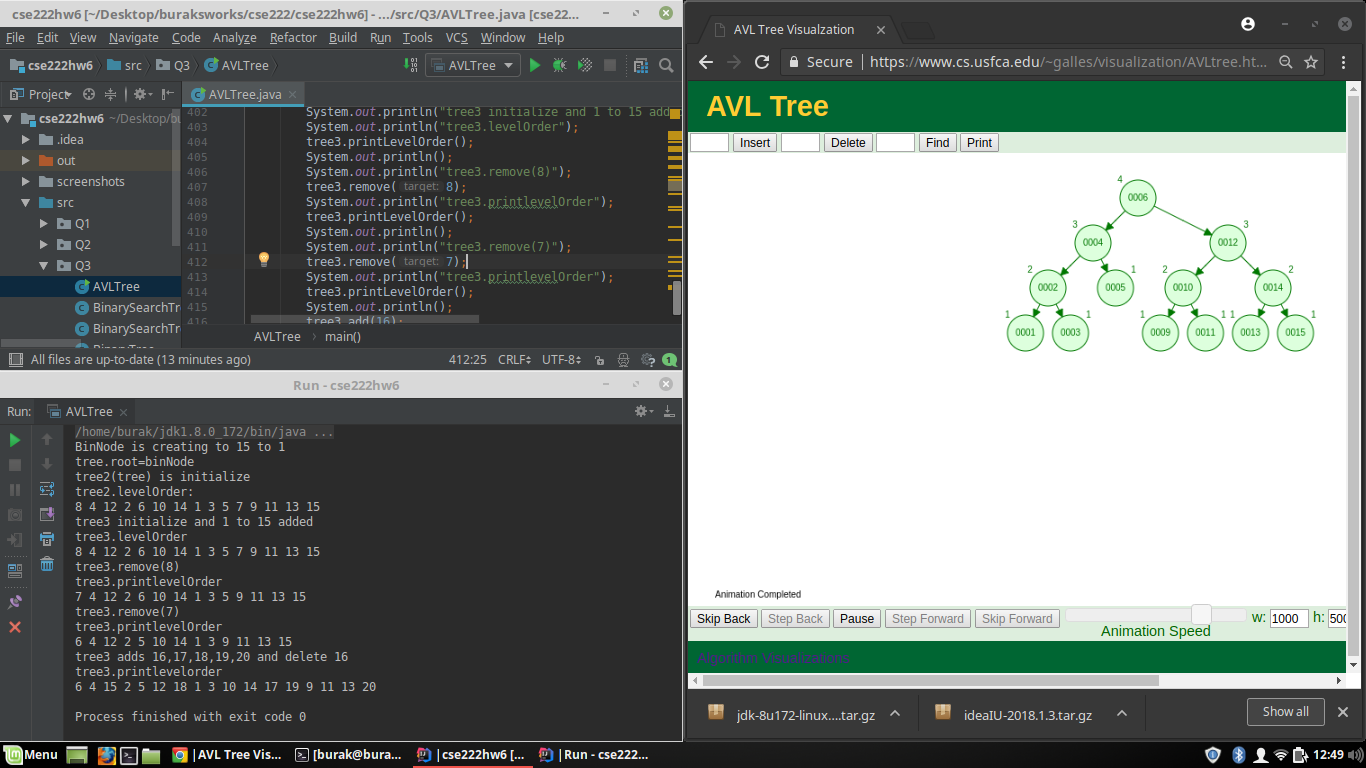 cse222hw6 [~/Desktop/buraksworks/cse222/cse222hw6] - .../src/Q3/AVLTree.java [cse22...
File Edit View Navigate Code Analyze Refactor Build Run Tools VCS Window Help
cse222hw6 src Q3 AVLTree AVLTree
Project
AVLTree.java
cse222hw6 ~/Desktop/bu
.idea
out
screenshots
src
Q1
Q2
Q3
AVLTree
BinarySearchTr
BinarySearchTr
402 System.out.println("tree3 initialize and 1 to 15 add
403 System.out.println("tree3.levelOrder");
404 tree3.printLevelOrder();
405 System.out.println();
406 System.out.println("tree3.remove(8)");
407 tree3.remove( target: 8);
408 System.out.println("tree3.printlevelOrder");
409 tree3.printLevelOrder();
410 System.out.println();
411 System.out.println("tree3.remove(7)");
412 tree3.remove( target: 7);
413 System.out.println("tree3.printlevelOrder");
414 tree3.printLevelOrder();
415 System.out.println();
416 tree3.add(16);
AVLTree main()
All files are up-to-date (13 minutes ago) 412:25 CRLF UTF-8 1
Run - cse222hw6
Run: AVLTree
/home/burak/jdk1.8.0_172/bin/java ...
BinNode is creating to 15 to 1
tree.root=binNode
tree2(tree) is initialize
tree2.levelOrder:
8 4 12 2 6 10 14 1 3 5 7 9 11 13 15
tree3 initialize and 1 to 15 added
tree3.levelOrder
8 4 12 2 6 10 14 1 3 5 7 9 11 13 15
tree3.remove(8)
tree3.printlevelOrder
7 4 12 2 6 10 14 1 3 5 9 11 13 15
tree3.remove(7)
tree3.printlevelOrder
6 4 12 2 5 10 14 1 3 9 11 13 15
tree3 adds 16,17,18,19,20 and delete 16
tree3.printlevelorder
6 4 15 2 5 12 18 1 3 10 14 17 19 9 11 13 20
Process finished with exit code 0
AVL Tree Visualzation
Secure https://www.cs.usfca.edu/~galles/visualization/AVLtree.ht...
AVL Tree
Insert Delete Find Print
4
0006
3 3
0004 0012
2 1 2 2
0002 0005 0010 0014
1 1 1 1 1 1
0001 0003 0009 0011 0013 0015
Animation Completed
Skip Back Step Back Pause Step Forward Skip Forward w: 1000 h: 500
Animation Speed
Algorithm Visualizations
jdk-8u172-linux....tar.gz ideaIU-2018.1.3.tar.gz Show all
Menu | AVL Tree Vis... [burak@bura... |cse222hw6 [... | Run - cse222... 12:49